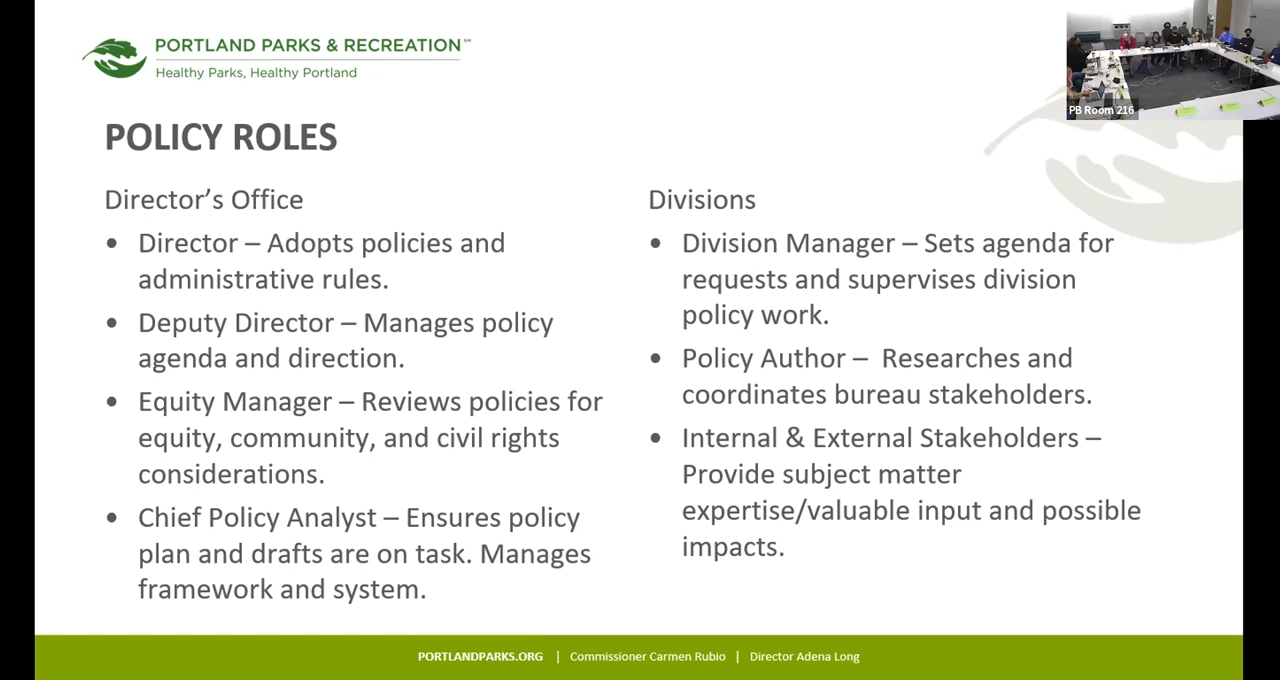 PORTLAND PARKS & RECREATION℠
Healthy Parks, Healthy Portland
PB Room 216
POLICY ROLES
Director’s Office
• Director – Adopts policies and
administrative rules.
• Deputy Director – Manages policy
agenda and direction.
• Equity Manager – Reviews policies for
equity, community, and civil rights
considerations.
• Chief Policy Analyst – Ensures policy
plan and drafts are on task. Manages
framework and system.
Divisions
• Division Manager – Sets agenda for
requests and supervises division
policy work.
• Policy Author – Researches and
coordinates bureau stakeholders.
• Internal & External Stakeholders –
Provide subject matter
expertise/valuable input and possible
impacts.
PORTLANDPARKS.ORG | Commissioner Carmen Rubio | Director Adena Long